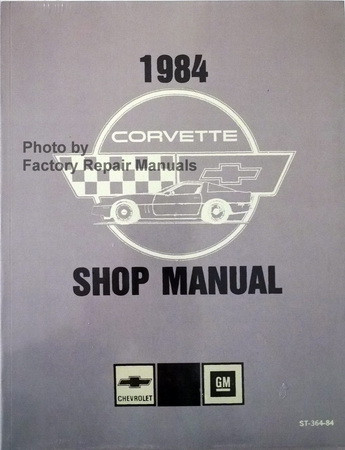 1984
CORVETTE
Photo by
Factory Repair Manuals
SHOP MANUAL
CHEVROLET
GM
ST-364-84